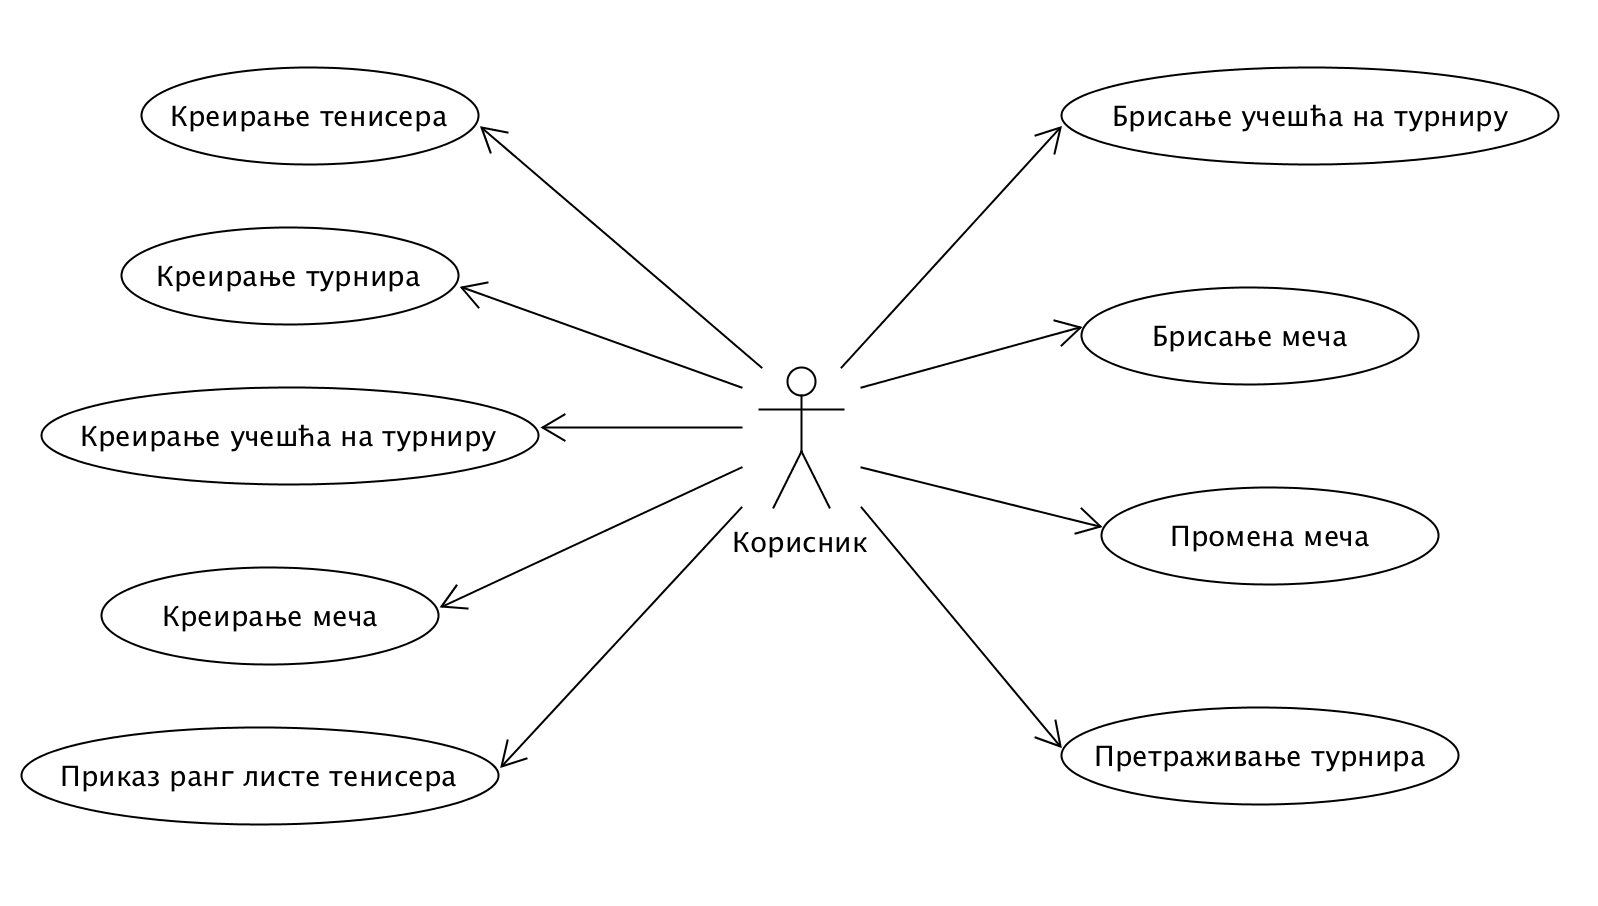 Креирање тенисера
Креирање турнира
Креирање учешћа на турниру
Креирање меча
Приказ ранг листе тенисера
Корисник
Брисање учешћа на турниру
Брисање меча
Промена меча
Претраживање турнира